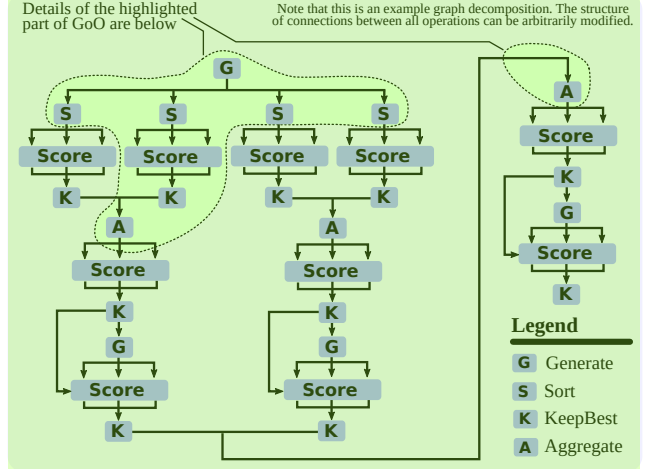 Details of the highlighted
part of GoO are below
Note that this is an example graph decomposition. The structure
of connections between all operations can be arbitrarily modified.
G
S
S
S
S
Score
Score
Score
Score
K
K
K
K
A
A
Score
Score
K
K
G
G
Score
Score
K
K
A
Score
K
G
Score
K
Legend
G Generate
S Sort
K KeepBest
A Aggregate